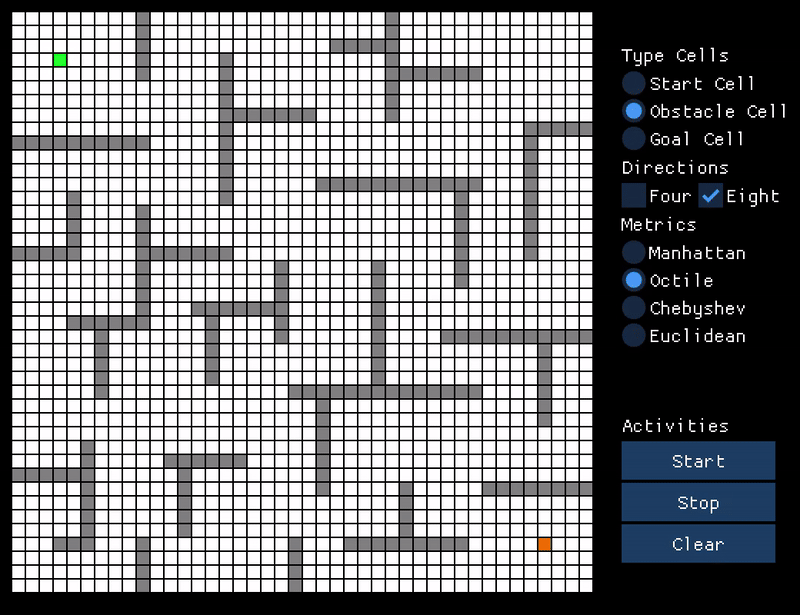 Type Cells
Start Cell
Obstacle Cell
Goal Cell
Directions
Four Eight
Metrics
Manhattan
Octile
Chebyshev
Euclidean
Activities
Start
Stop
Clear